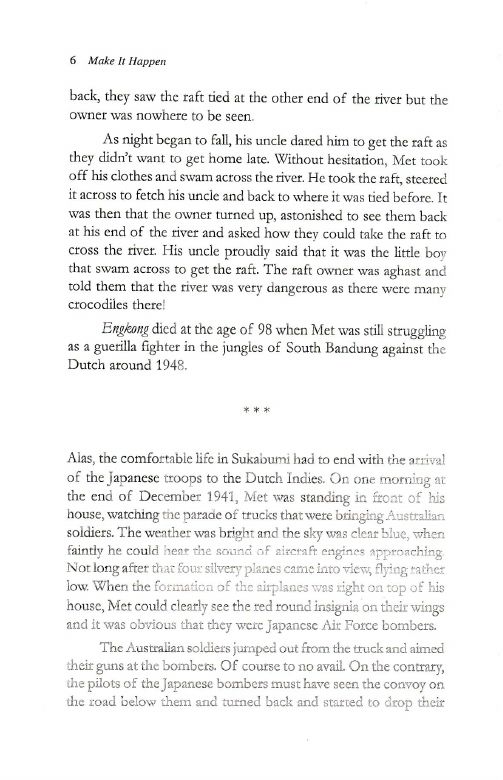 6 Make It Happen
back, they saw the raft tied at the other end of the river but the
owner was nowhere to be seen.
As night began to fall, his uncle dared him to get the raft as
they didn't want to get home late. Without hesitation, Met took
off his clothes and swam across the river. He took the raft, steered
it across to fetch his uncle and back to where it was tied before. It
was then that the owner turned up, astonished to see them back
at his end of the river and asked how they could take the raft to
cross the river. His uncle proudly said that it was the little boy
that swam across to get the raft. The raft owner was aghast and
told them that the river was very dangerous as there were many
crocodiles there!
Engkong died at the age of 98 when Met was still struggling
as a guerilla fighter in the jungles of South Bandung against the
Dutch around 1948.
***
Alas, the comfortable life in Sukabumi had to end with the arrival
of the Japanese troops to the Dutch Indies. On one morning at
the end of December 1941, Met was standing in front of his
house, watching the parade of trucks that were bringing Australian
soldiers. The weather was bright and the sky was clear blue, when
faintly he could hear the sound of aircraft engines approaching.
Not long after that four silvery planes came into view, flying rather
low. When the formation of the airplanes was right on top of his
house, Met could clearly see the red round insignia on their wings
and it was obvious that they were Japanese Air Force bombers.
The Australian soldiers jumped out from the truck and aimed
their guns at the bombers. Of course to no avail. On the contrary,
the pilots of the Japanese bombers must have seen the convoy on
the road below them and turned back and started to drop their